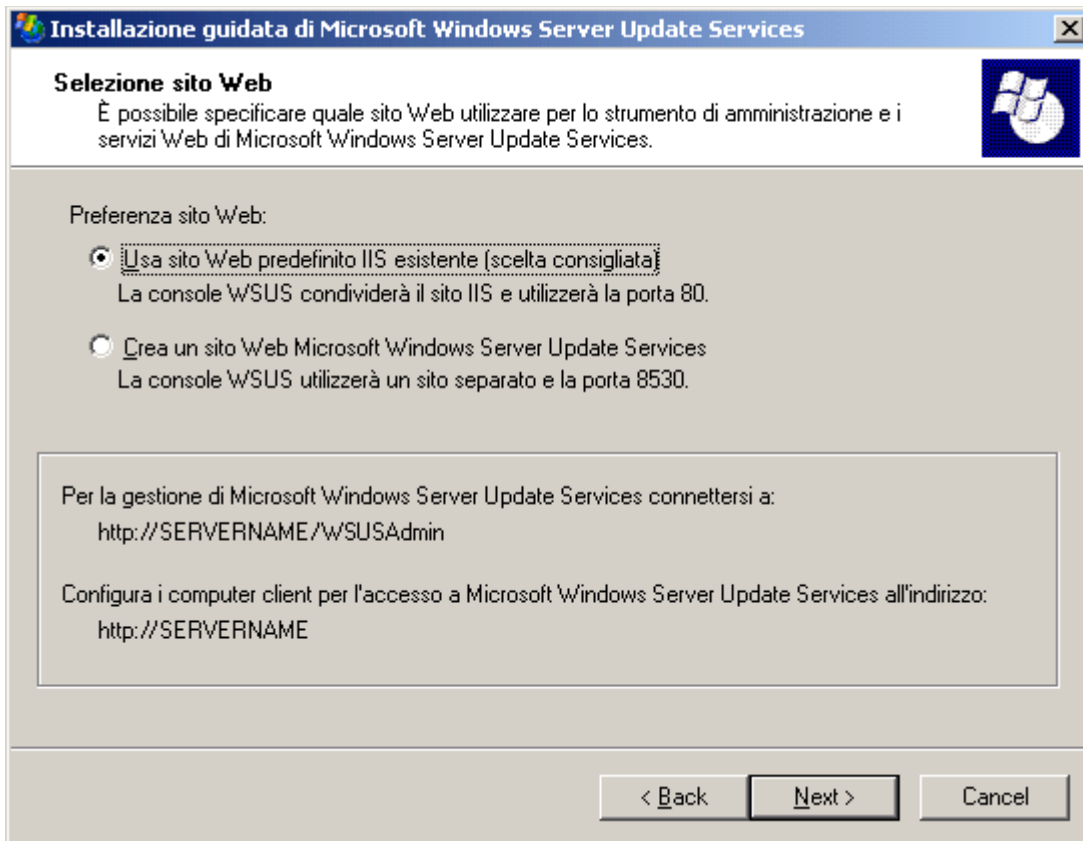 Installazione guidata di Microsoft Windows Server Update Services
Selezione sito Web
È possibile specificare quale sito Web utilizzare per lo strumento di amministrazione e i
servizi Web di Microsoft Windows Server Update Services.
Preferenza sito Web:
Usa sito Web predefinito IIS esistente (scelta consigliata)
La console WSUS condividerà il sito IIS e utilizzerà la porta 80.
Crea un sito Web Microsoft Windows Server Update Services
La console WSUS utilizzerà un sito separato e la porta 8530.
Per la gestione di Microsoft Windows Server Update Services connettersi a:
http://SERVERNAME/WSUSAdmin
Configura i computer client per l'accesso a Microsoft Windows Server Update Services all'indirizzo:
http://SERVERNAME
< Back Next > Cancel